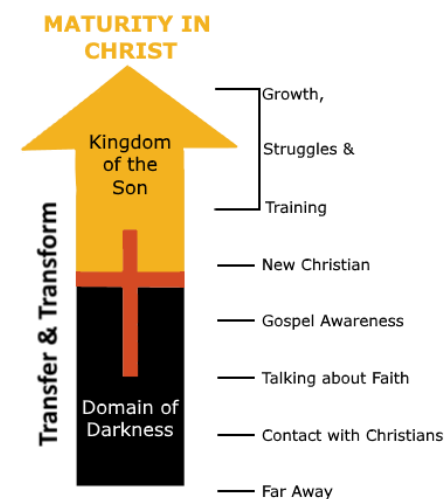 MATURITY IN
CHRIST
Kingdom
of the
Son
Domain of
Darkness
Transfer & Transform
Growth,
Struggles &
Training
New Christian
Gospel Awareness
Talking about Faith
Contact with Christians
Far Away